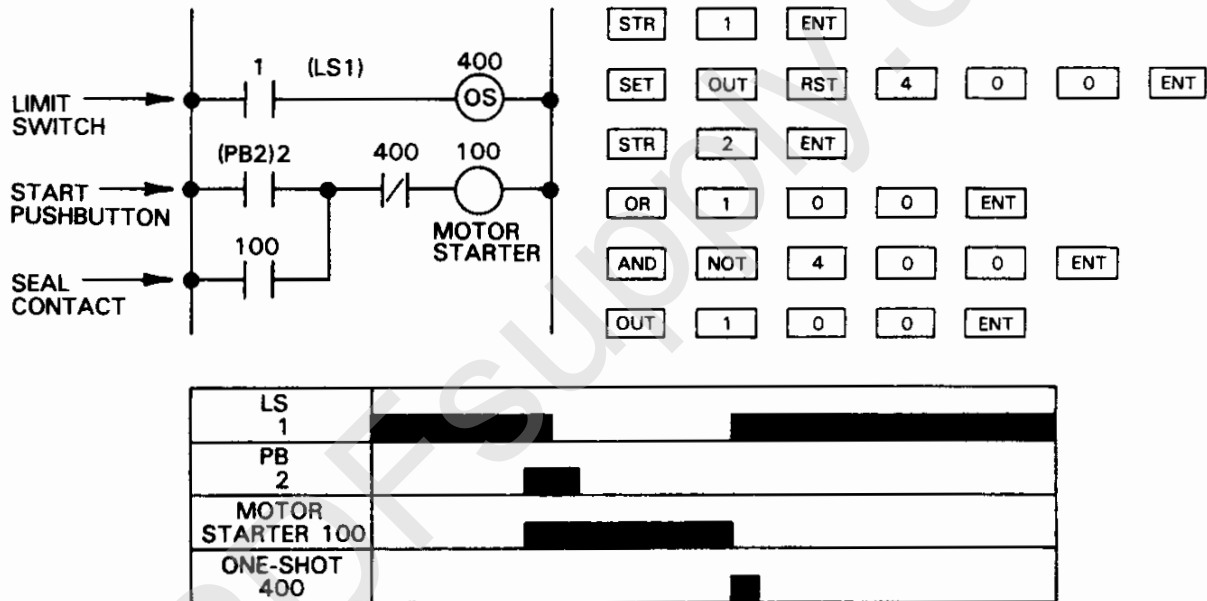 1 (LS1) 400
OS
LIMIT
SWITCH
(PB2)2 400 100
START
PUSHBUTTON
MOTOR
STARTER
100
SEAL
CONTACT
STR 1 ENT
SET OUT RST 4 0 0 ENT
STR 2 ENT
OR 1 0 0 ENT
AND NOT 4 0 0 ENT
OUT 1 0 0 ENT
LS
1
PB
2
MOTOR
STARTER 100
ONE-SHOT
400